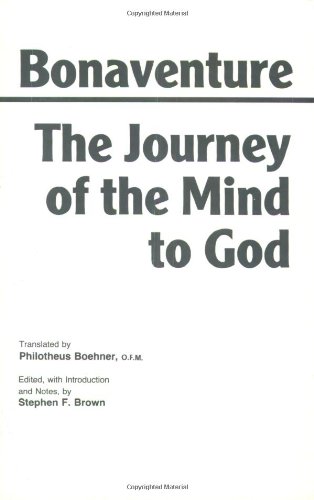 Copyrighted Material
Bonaventure
The Journey
of the Mind
to God
Translated by
Philotheus Boehner, O.F.M.
Edited, with Introduction
and Notes, by
Stephen F. Brown
Copyrighted Material